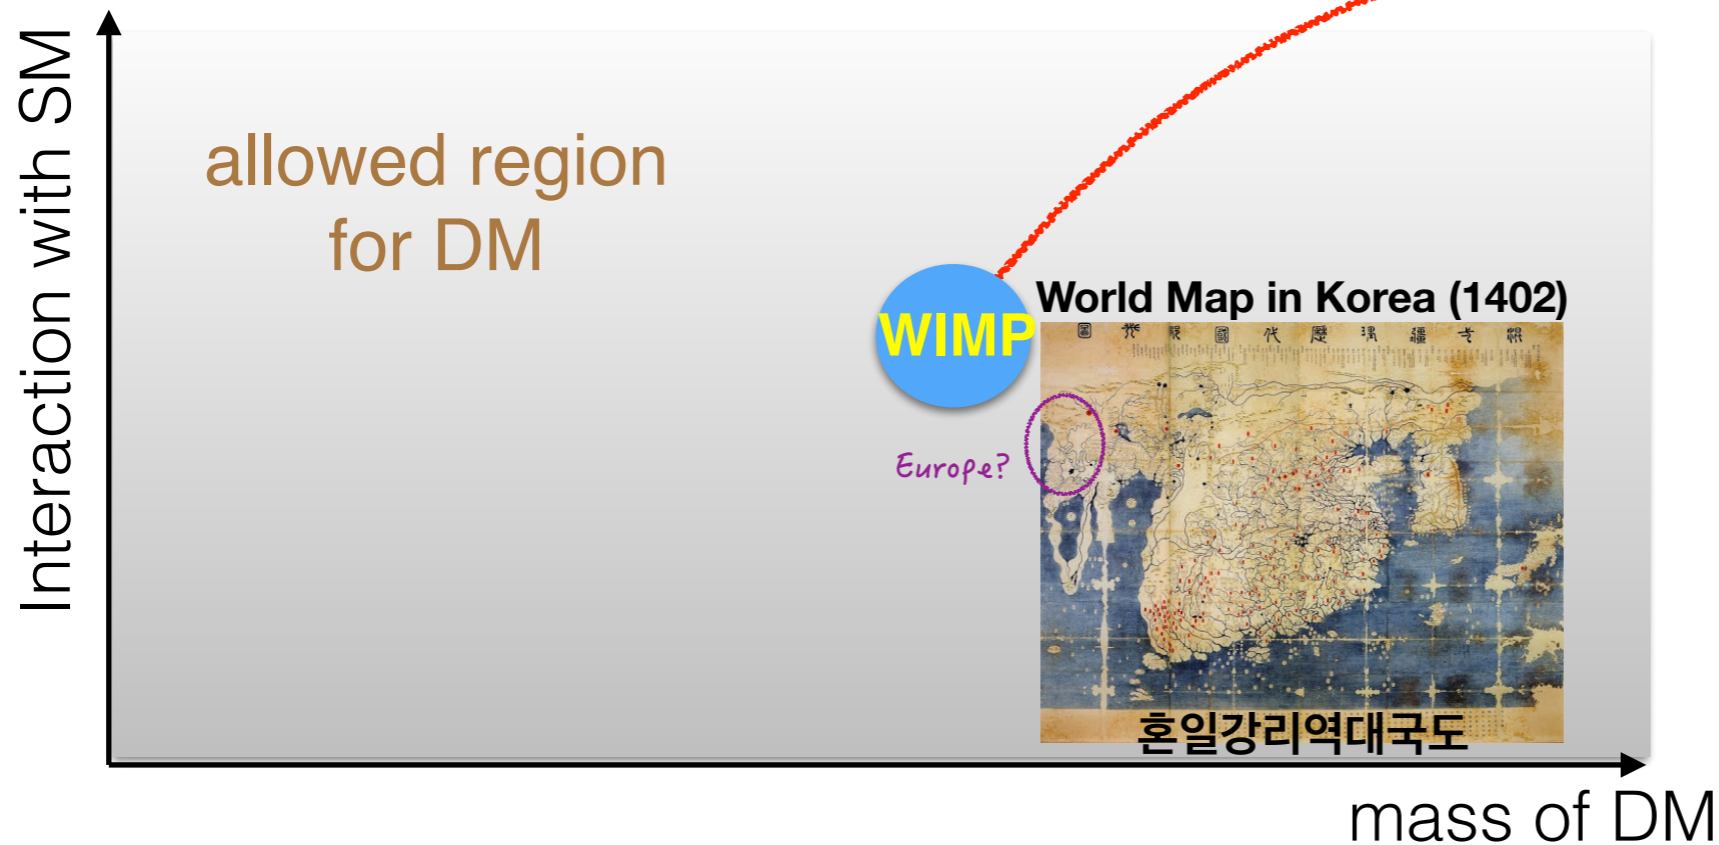 Interaction with SM
allowed region
for DM
WIMP
World Map in Korea (1402)
Europe?
혼일강리역대국도
mass of DM